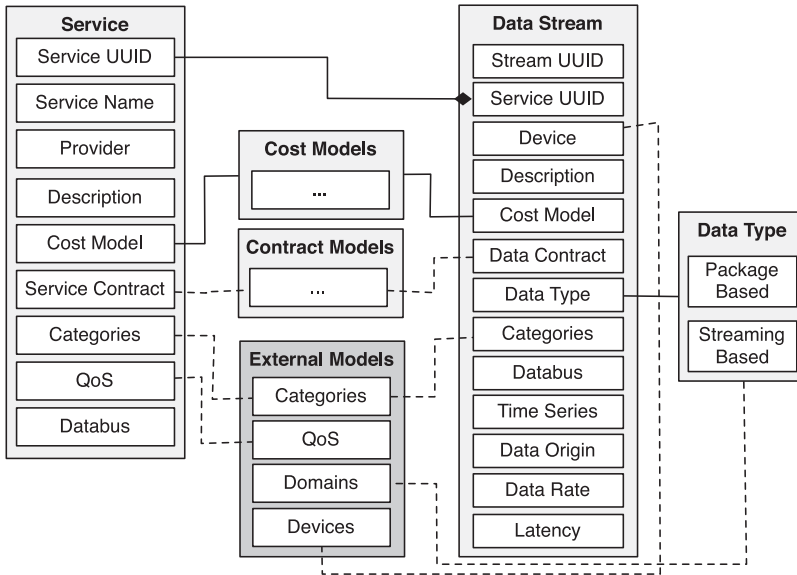 Service
Service UUID
Service Name
Provider
Description
Cost Model
Service Contract
Categories
QoS
Databus
Cost Models
...
Contract Models
...
External Models
Categories
QoS
Domains
Devices
Data Stream
Stream UUID
Service UUID
Device
Description
Cost Model
Data Contract
Data Type
Categories
Databus
Time Series
Data Origin
Data Rate
Latency
Data Type
Package
Based
Streaming
Based